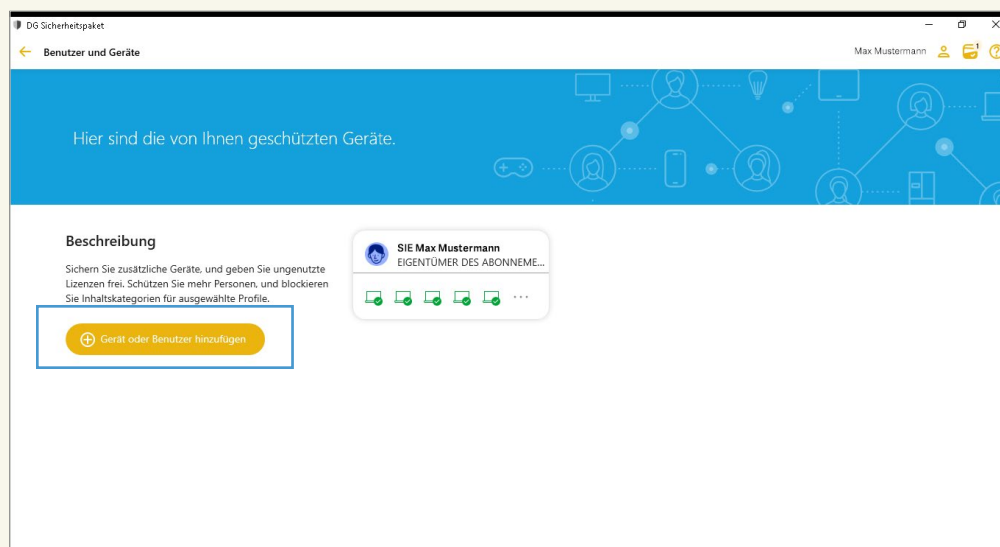 DG Sicherheitspaket
Benutzer und Geräte
Max Mustermann
1
Hier sind die von Ihnen geschützten Geräte.
Beschreibung
Sichern Sie zusätzliche Geräte, und geben Sie ungenutzte
Lizenzen frei. Schützen Sie mehr Personen, und blockieren
Sie Inhaltskategorien für ausgewählte Profile.
Gerät oder Benutzer hinzufügen
SIE Max Mustermann
EIGENTÜMER DES ABONNEME...